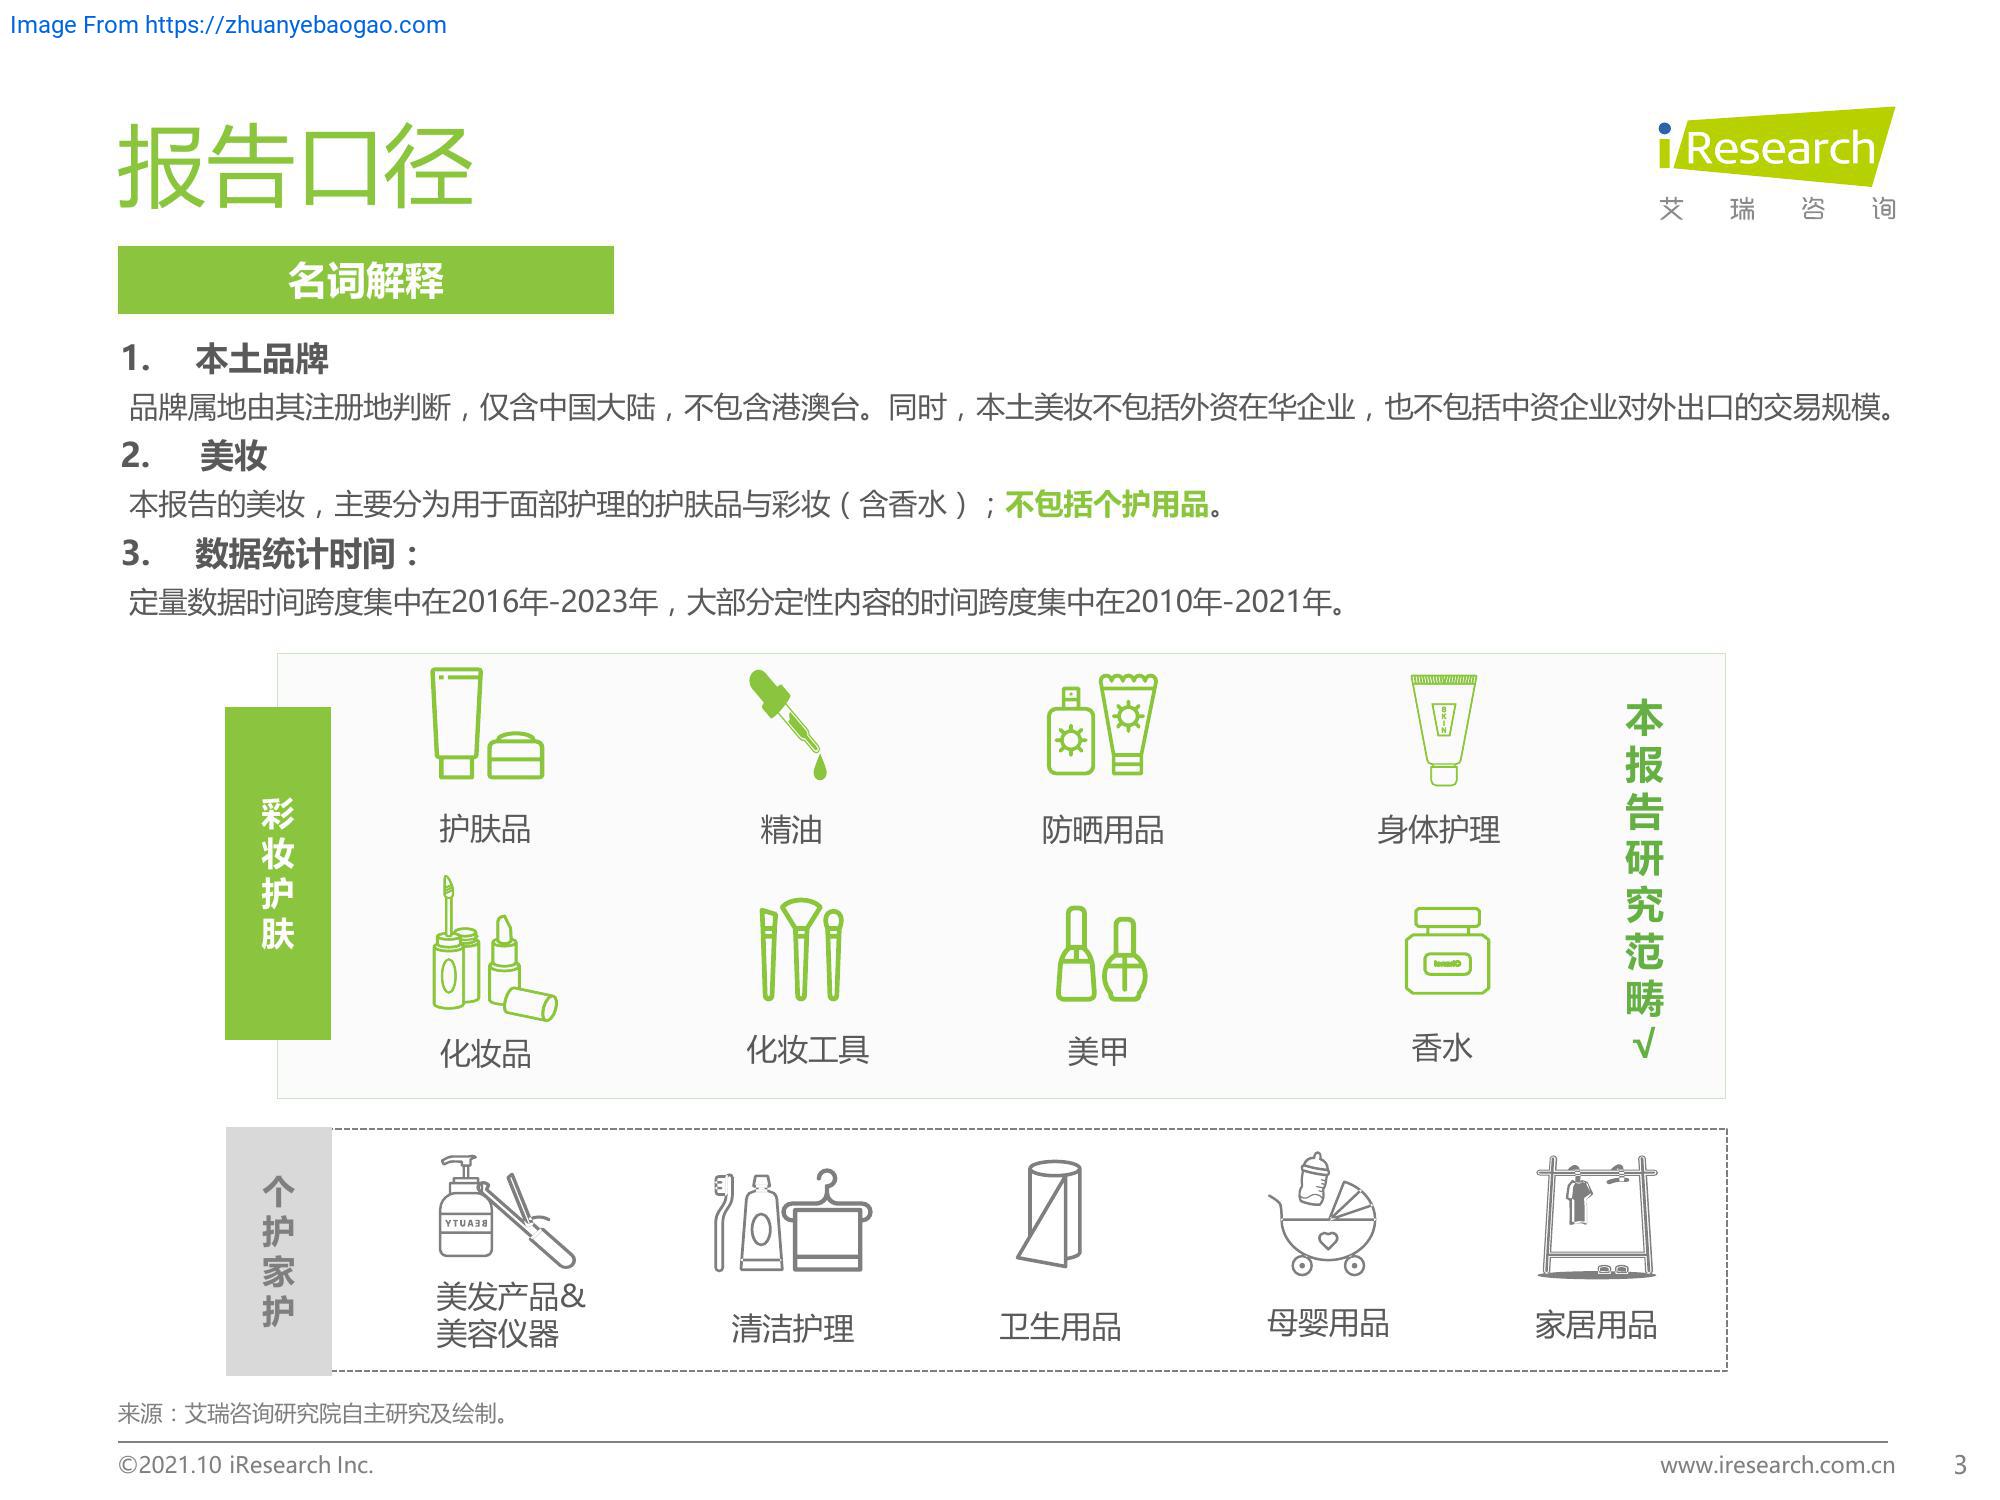 Image From https://zhuanyebaogao.com
报告口径
iResearch
艾瑞咨询
名词解释
1. 本土品牌
品牌属地由其注册地判断，仅含中国大陆，不包含港澳台。同时，本土美妆不包括外资在华企业，也不包括中资企业对外出口的交易规模。
2. 美妆
本报告的美妆，主要分为用于面部护理的护肤品与彩妆（含香水）；不包括个护用品。
3. 数据统计时间：
定量数据时间跨度集中在2016年-2023年，大部分定性内容的时间跨度集中在2010年-2021年。
彩妆护肤
护肤品
精油
防晒用品
SKIN
身体护理
化妆品
化妆工具
美甲
香水
本报告研究范畴√
个护家护
BEAUTY
美发产品&
美容仪器
清洁护理
卫生用品
母婴用品
家居用品
来源：艾瑞咨询研究院自主研究及绘制。
©2021.10 iResearch Inc.
www.iresearch.com.cn
3